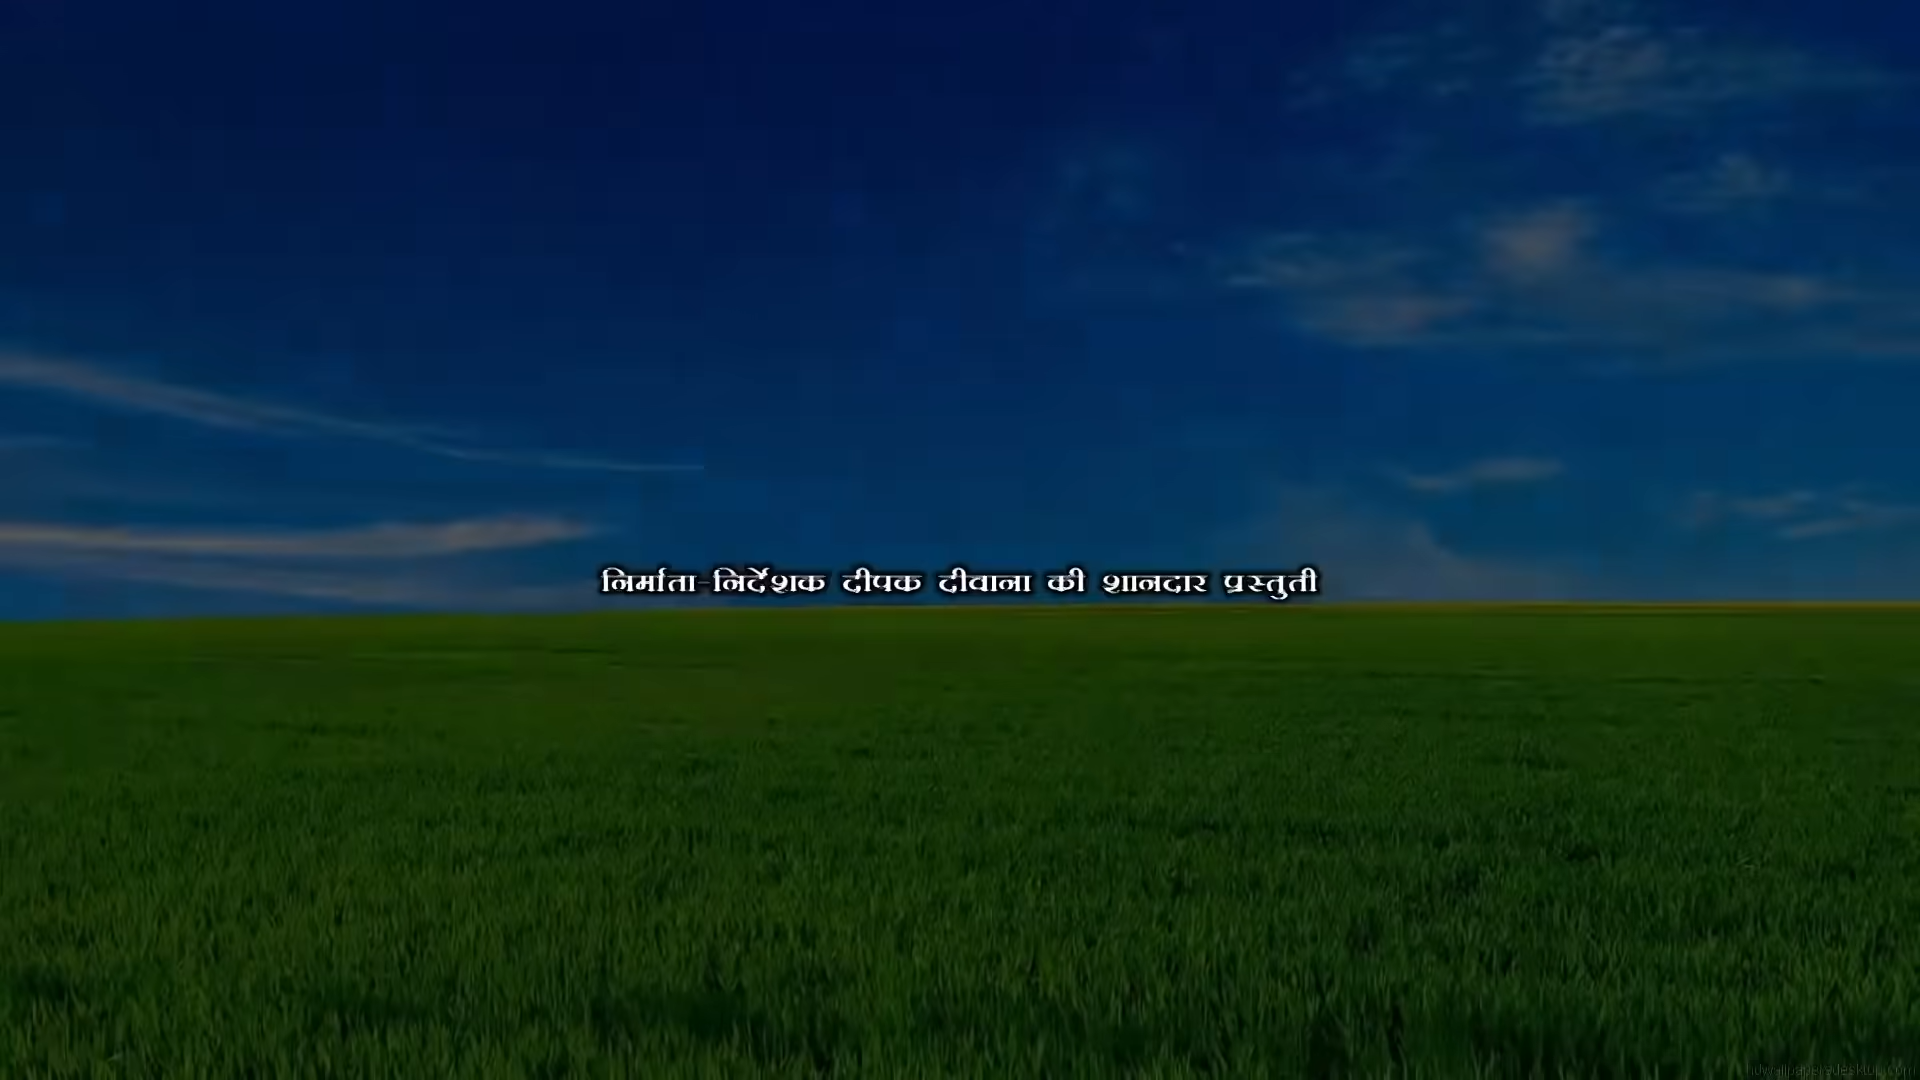 निर्माता-निर्देशक दीपक दीवाना की शानदार प्रस्तुती